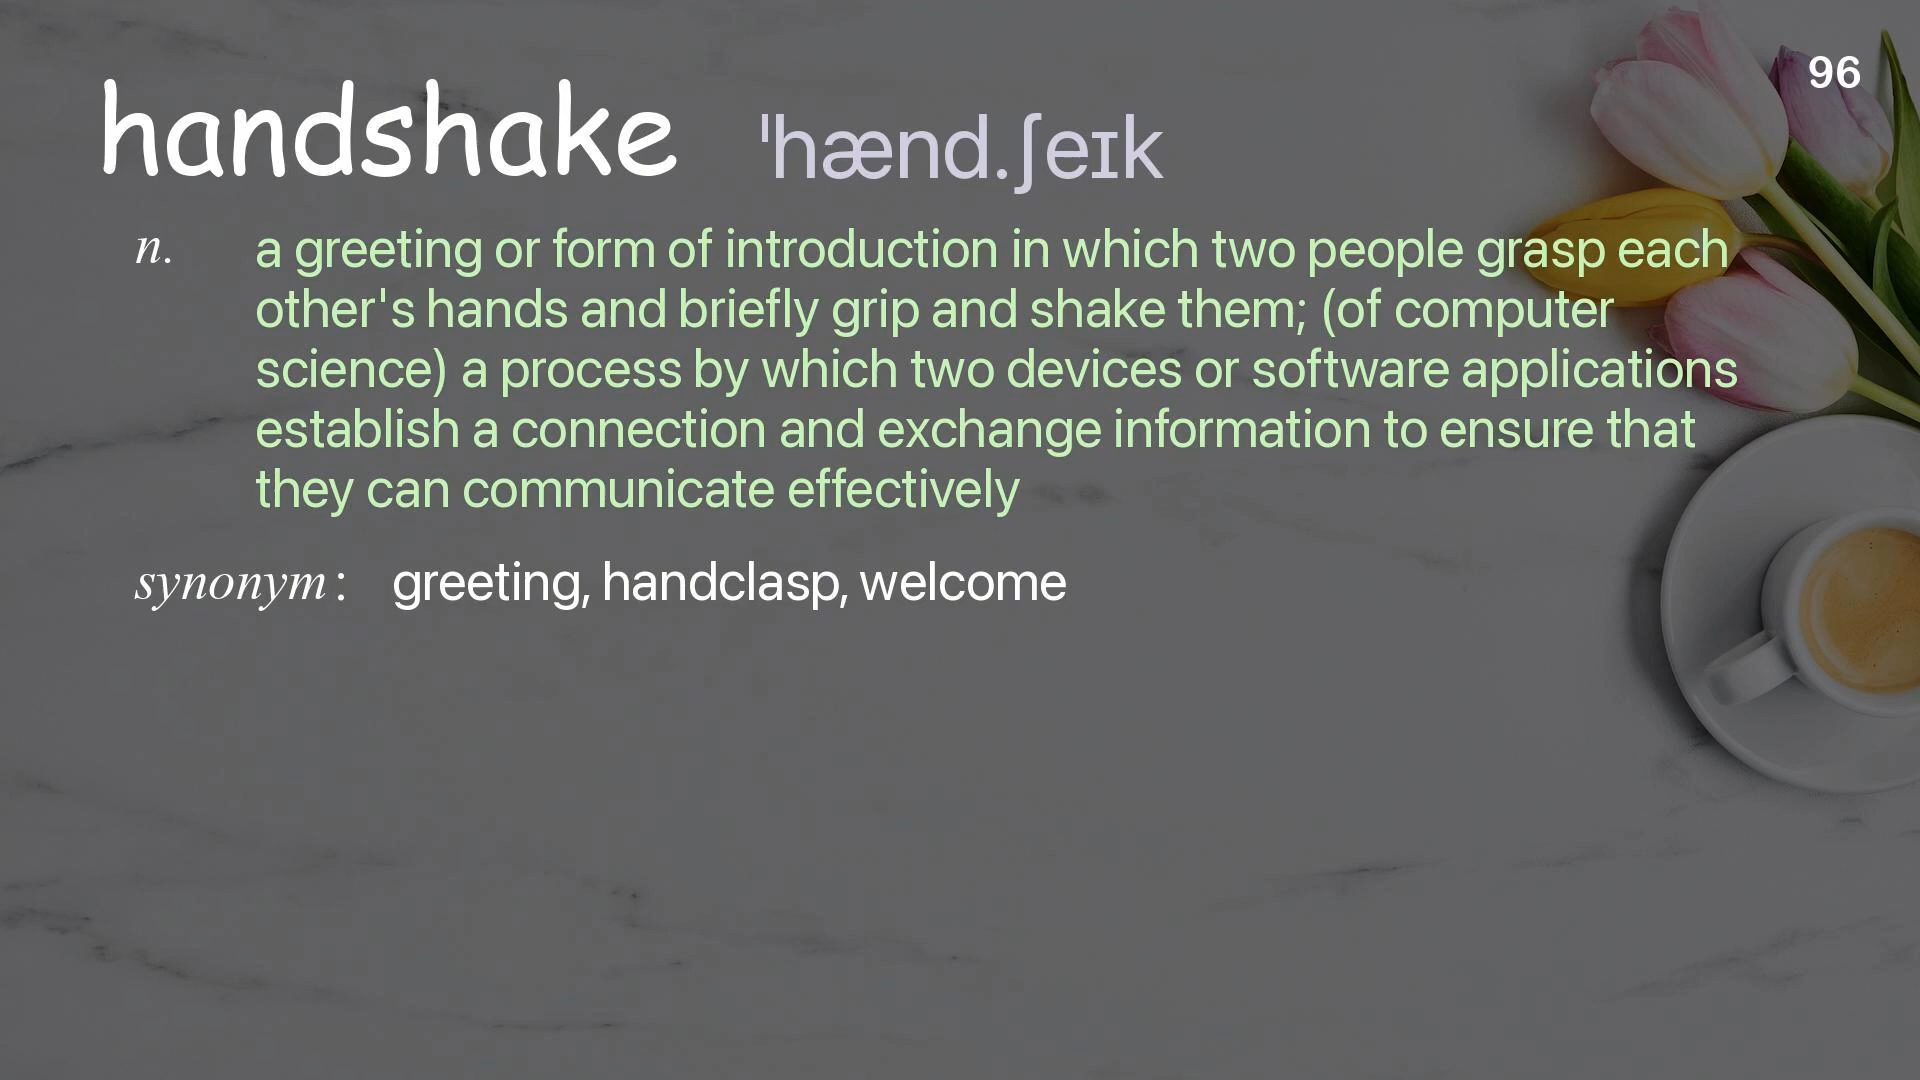 96
handshake ˈhænd.ʃeɪk
n. a greeting or form of introduction in which two people grasp each
other's hands and briefly grip and shake them; (of computer
science) a process by which two devices or software applications
establish a connection and exchange information to ensure that
they can communicate effectively
synonym: greeting, handclasp, welcome